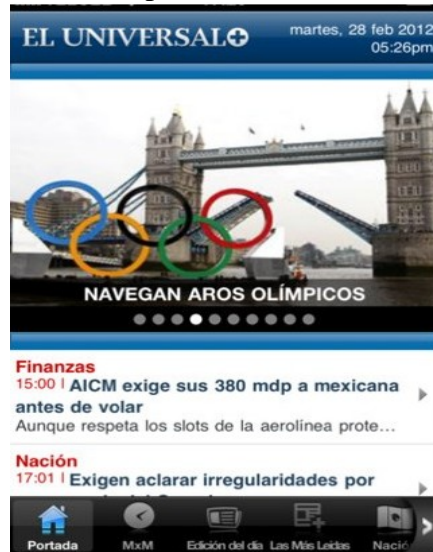 EL UNIVERSAL
martes, 28 feb 2012
05:26pm
NAVEGAN AROS OLÍMPICOS
Finanzas
15:00 | AICM exige sus 380 mdp a mexicana
antes de volar
Aunque respeta los slots de la aerolínea prote...
Nación
17:01 | Exigen aclarar irregularidades por
Portada
MxM
Edición del día
Las Más Leidas
Nació